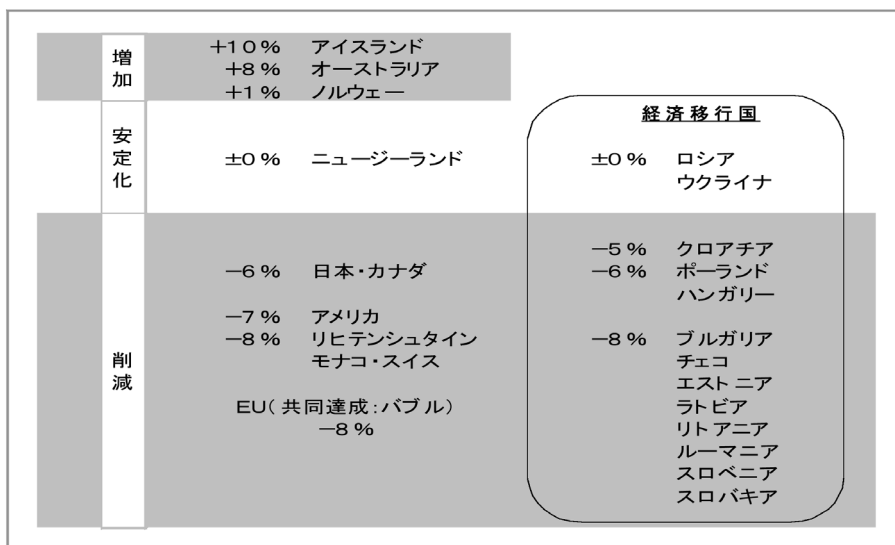 増加
+10% アイスランド
+8% オーストラリア
+1% ノルウェー
安定化
±0% ニュージーランド
削減
-6% 日本・カナダ
-7% アメリカ
-8% リヒテンシュタイン
モナコ・スイス
EU(共同達成:バブル)
-8%
経済移行国
±0% ロシア
ウクライナ
-5% クロアチア
-6% ポーランド
ハンガリー
-8% ブルガリア
チェコ
エストニア
ラトビア
リトアニア
ルーマニア
スロベニア
スロバキア